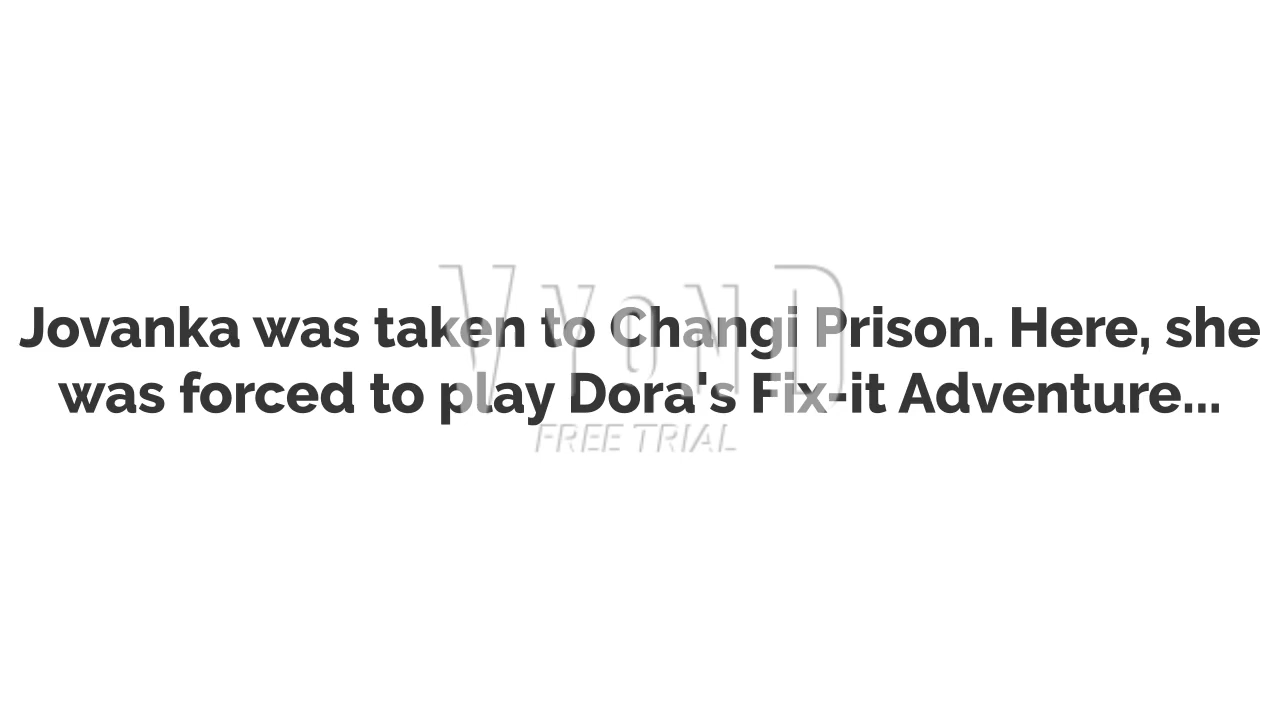 Jovanka was taken to Changi Prison. Here, she
was forced to play Dora's Fix-it Adventure...
VYOND
FREE TRIAL